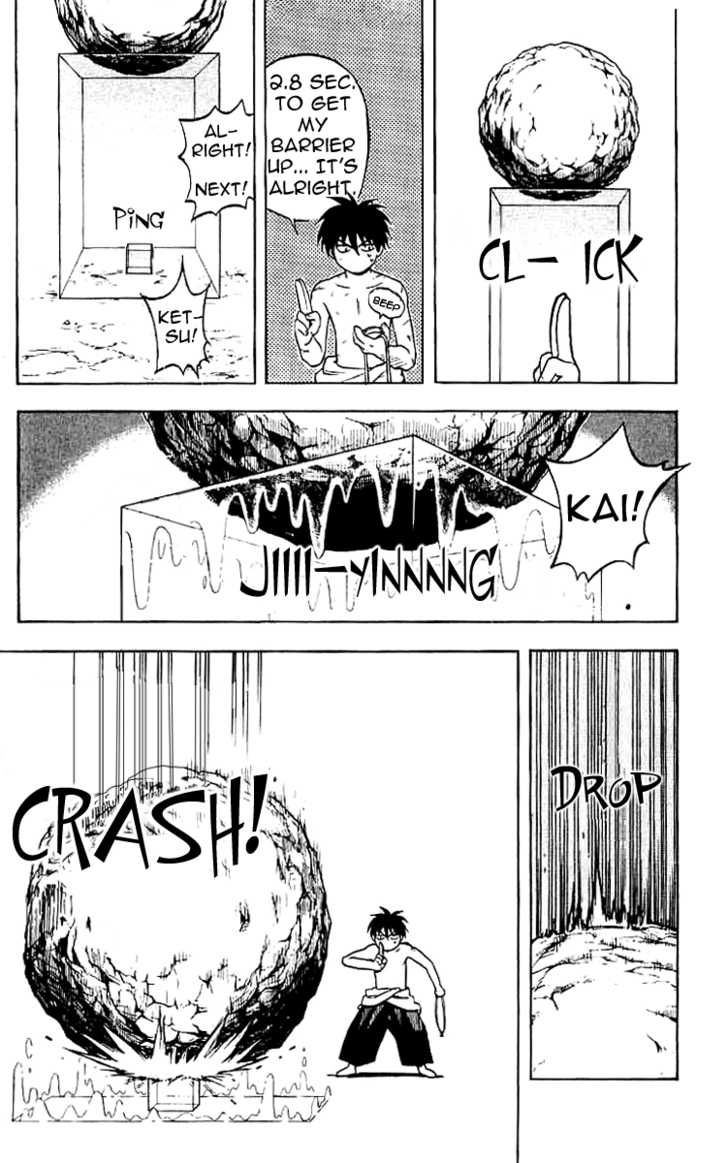 CL- ICK
2.8 SEC.
TO GET
MY
BARRIER
UP... IT'S
ALRIGHT.
BEEP
AL-
RIGHT!
NEXT!
PING
KET-
SU!
KAI!
JIIII-YINNNNG
DROP
CRASH!